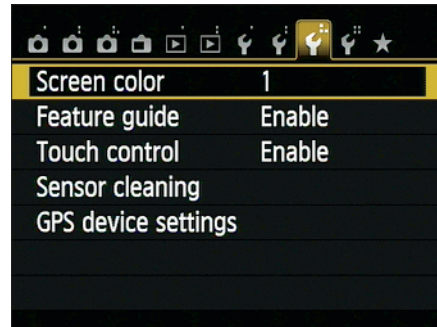 Screen color 1
Feature guide Enable
Touch control Enable
Sensor cleaning
GPS device settings